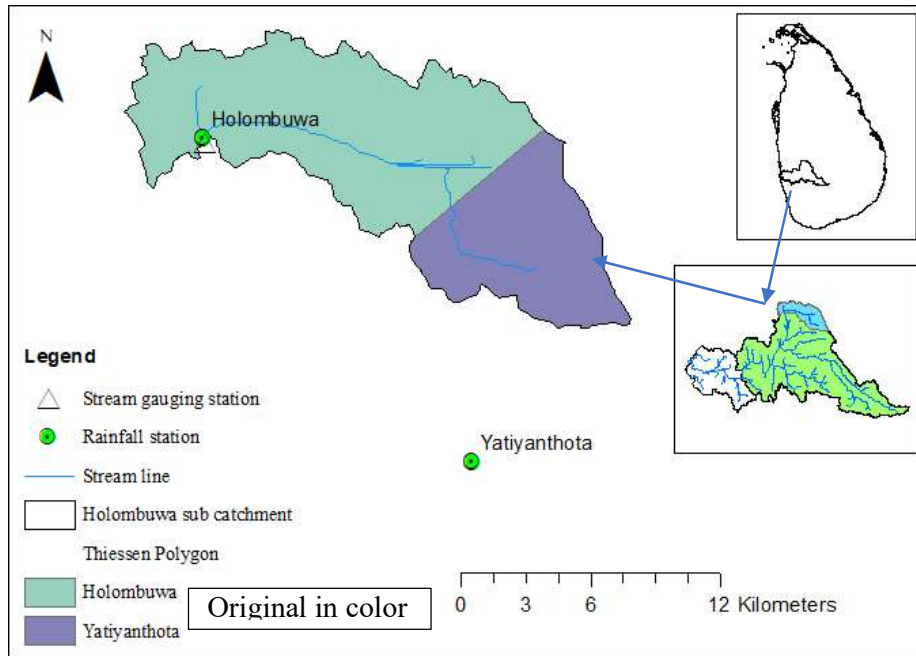 N
Holombuwa
Yatiyanthota
Legend
Stream gauging station
Rainfall station
Stream line
Holombuwa sub catchment
Thiessen Polygon
Holombuwa
Yatiyanthota
Original in color
0 3 6 12 Kilometers